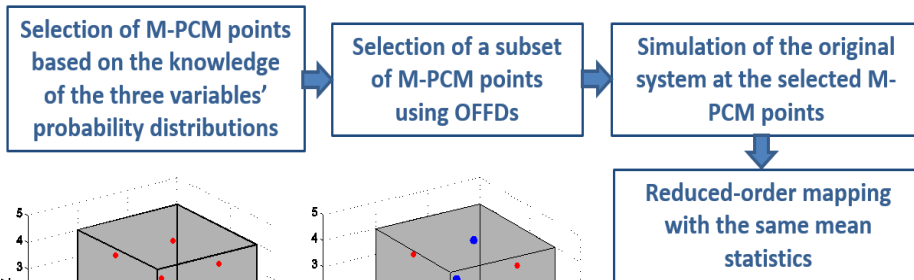 Selection of M-PCM points
based on the knowledge
of the three variables'
probability distributions
Selection of a subset
of M-PCM points
using OFFDs
Simulation of the original
system at the selected M-
PCM points
Reduced-order mapping
with the same mean
statistics
5
4
3
5
4
3